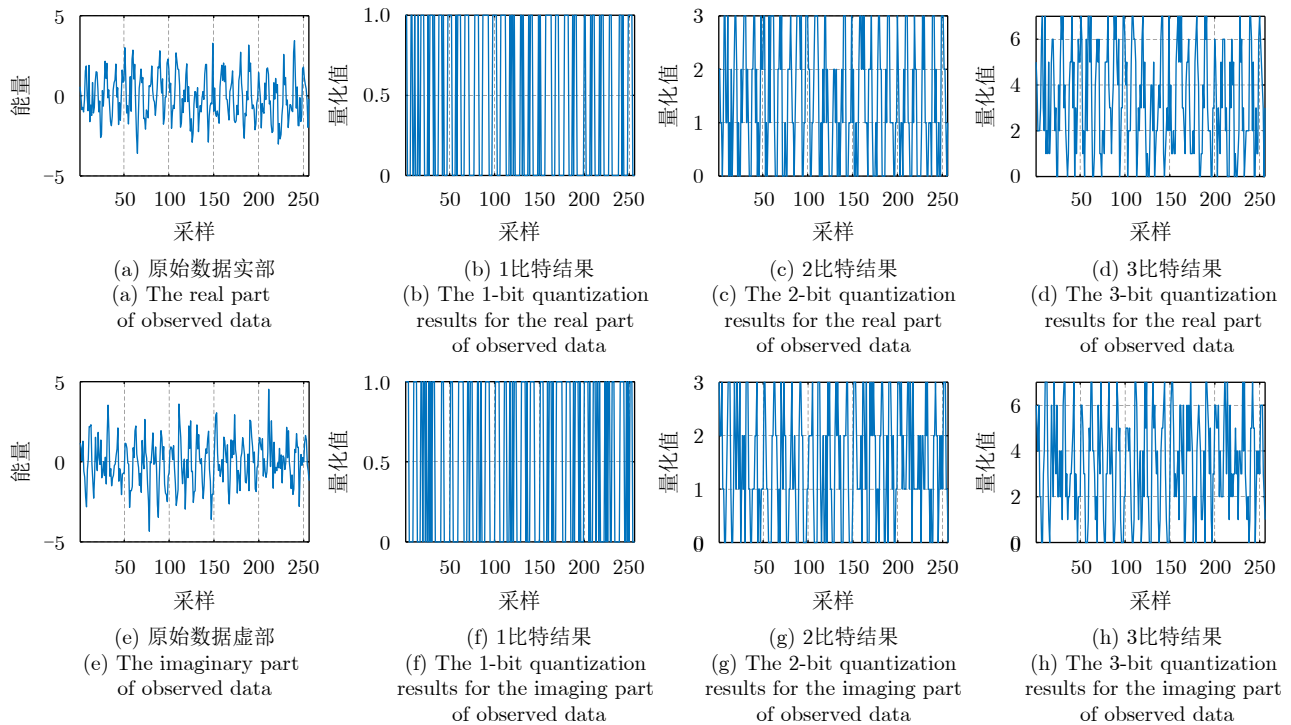 5
0
−5
能量
50 100 150 200 250
采样
(a) 原始数据实部
(a) The real part
of observed data
1.0
0.5
0
量化值
50 100 150 200 250
采样
(b) 1比特结果
(b) The 1-bit quantization
results for the real part
of observed data
3
2
1
0
量化值
50 100 150 200 250
采样
(c) 2比特结果
(c) The 2-bit quantization
results for the real part
of observed data
6
4
2
0
量化值
50 100 150 200 250
采样
(d) 3比特结果
(d) The 3-bit quantization
results for the real part
of observed data
5
0
−5
能量
50 100 150 200 250
采样
(e) 原始数据虚部
(e) The imaginary part
of observed data
1.0
0.5
0
量化值
50 100 150 200 250
采样
(f) 1比特结果
(f) The 1-bit quantization
results for the imaging part
of observed data
3
2
1
0
量化值
50 100 150 200 250
采样
(g) 2比特结果
(g) The 2-bit quantization
results for the imaging part
of observed data
6
4
2
0
量化值
50 100 150 200 250
采样
(h) 3比特结果
(h) The 3-bit quantization
results for the imaging part
of observed data